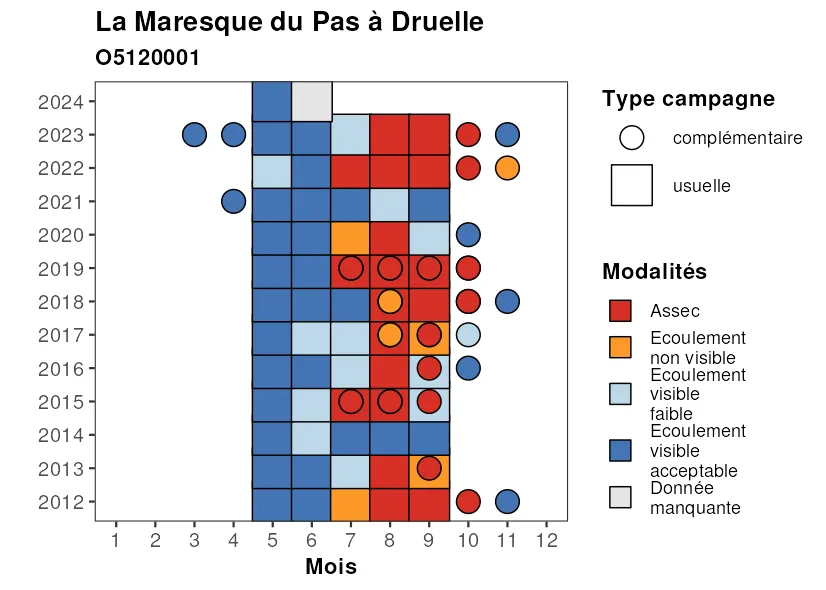 La Maresque du Pas à Druelle
O5120001
2024
2023
2022
2021
2020
2019
2018
2017
2016
2015
2014
2013
2012
1 2 3 4 5 6 7 8 9 10 11 12
Mois
Type campagne
complémentaire
usuelle
Modalités
Assec
Ecoulement
non visible
Ecoulement
visible
faible
Ecoulement
visible
acceptable
Donnée
manquante